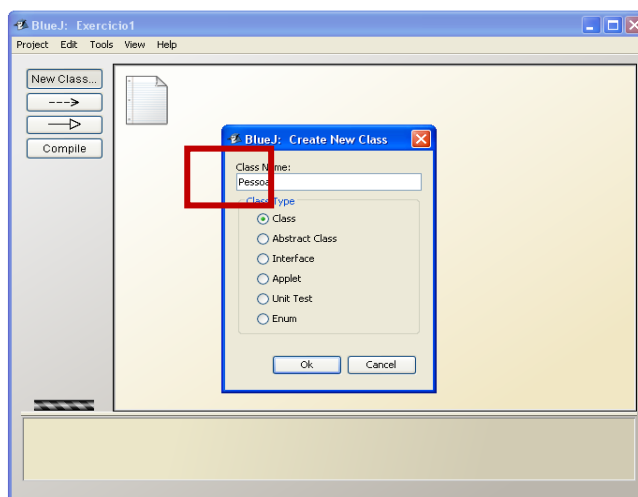 BlueJ: Exercicio1
Project Edit Tools View Help
New Class...
Compile
BlueJ: Create New Class
Class Name:
Pessoa
Class Type
Class
Abstract Class
Interface
Applet
Unit Test
Enum
Ok Cancel